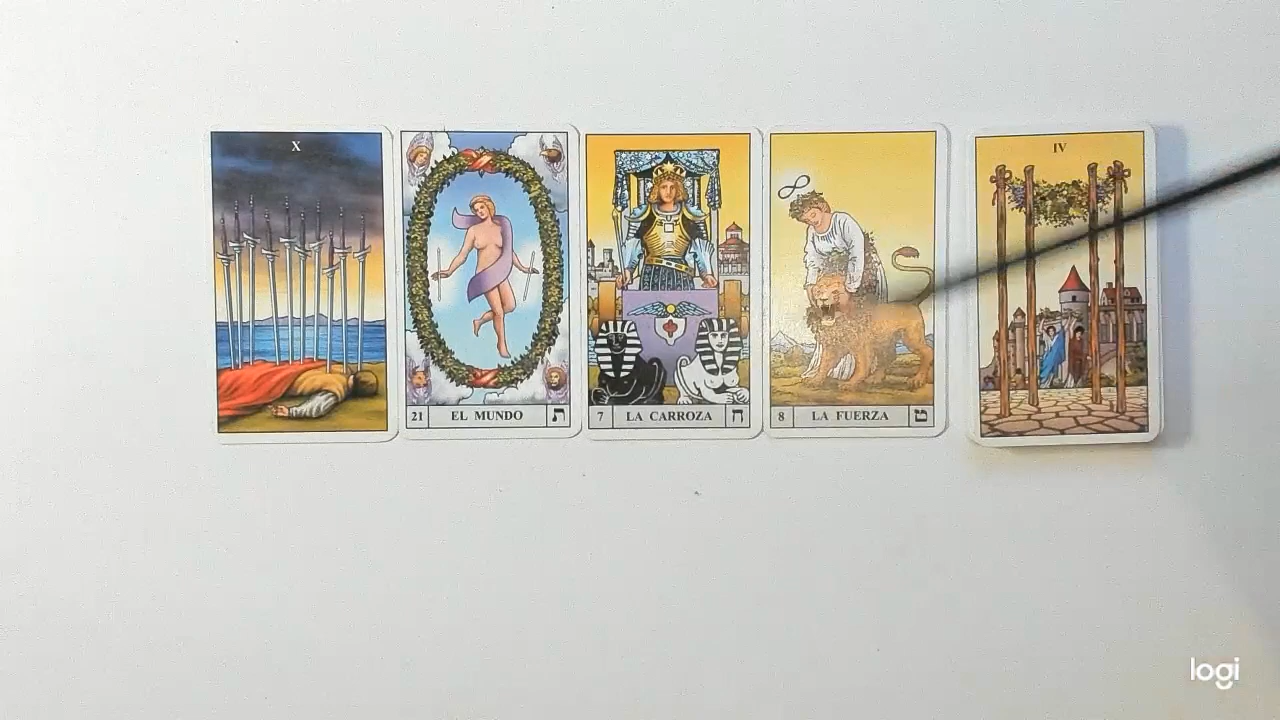 X
IV
21 EL MUNDO ת
7 LA CARROZA ח
8 LA FUERZA ט
logi